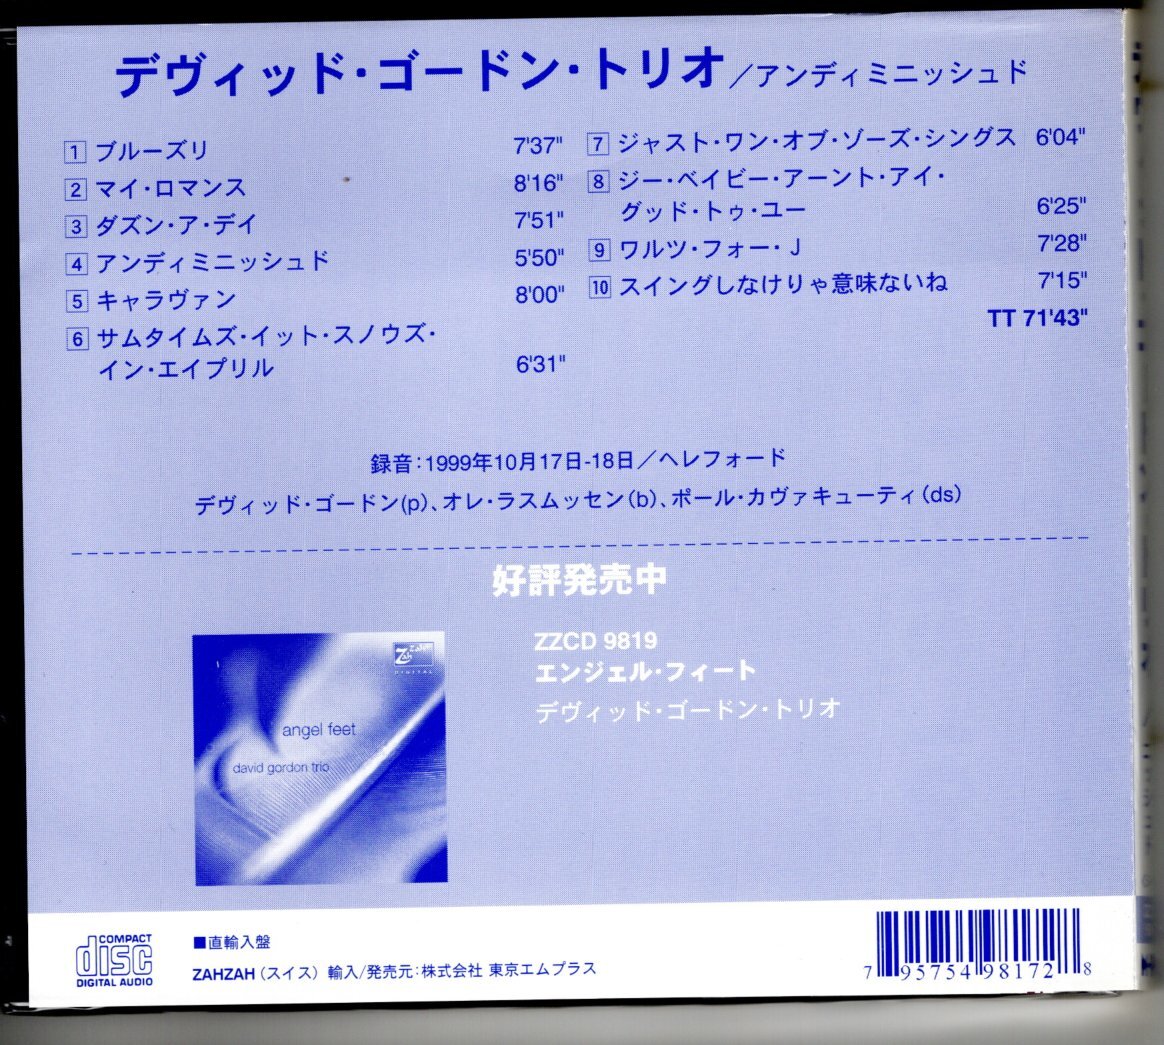 デヴィッド・ゴードン・トリオ／アンディミニッシュド
1 ブルーズリ 7'37"
2 マイ・ロマンス 8'16"
3 ダズン・ア・デイ 7'51"
4 アンディミニッシュド 5'50"
5 キャラヴァン 8'00"
6 サムタイムズ・イット・スノウズ・
イン・エイプリル 6'31"
7 ジャスト・ワン・オブ・ゾーズ・シングス 6'04"
8 ジー・ベイビー・アーント・アイ・
グッド・トゥ・ユー 6'25"
9 ワルツ・フォー・J 7'28"
10 スイングしなけりゃ意味ないね 7'15"
TT 71'43"
録音：1999年10月17日-18日／ヘレフォード
デヴィッド・ゴードン(p)、オレ・ラスムッセン(b)、ポール・カヴァキューティ(ds)
好評発売中
ZZCD 9819
エンジェル・フィート
デヴィッド・ゴードン・トリオ
Zah Zah
DIGITAL
angel feet
david gordon trio
COMPACT
disc
DIGITAL AUDIO
■直輸入盤
ZAHZAH（スイス）輸入/発売元：株式会社 東京エムプラス
7 95754 98172 8